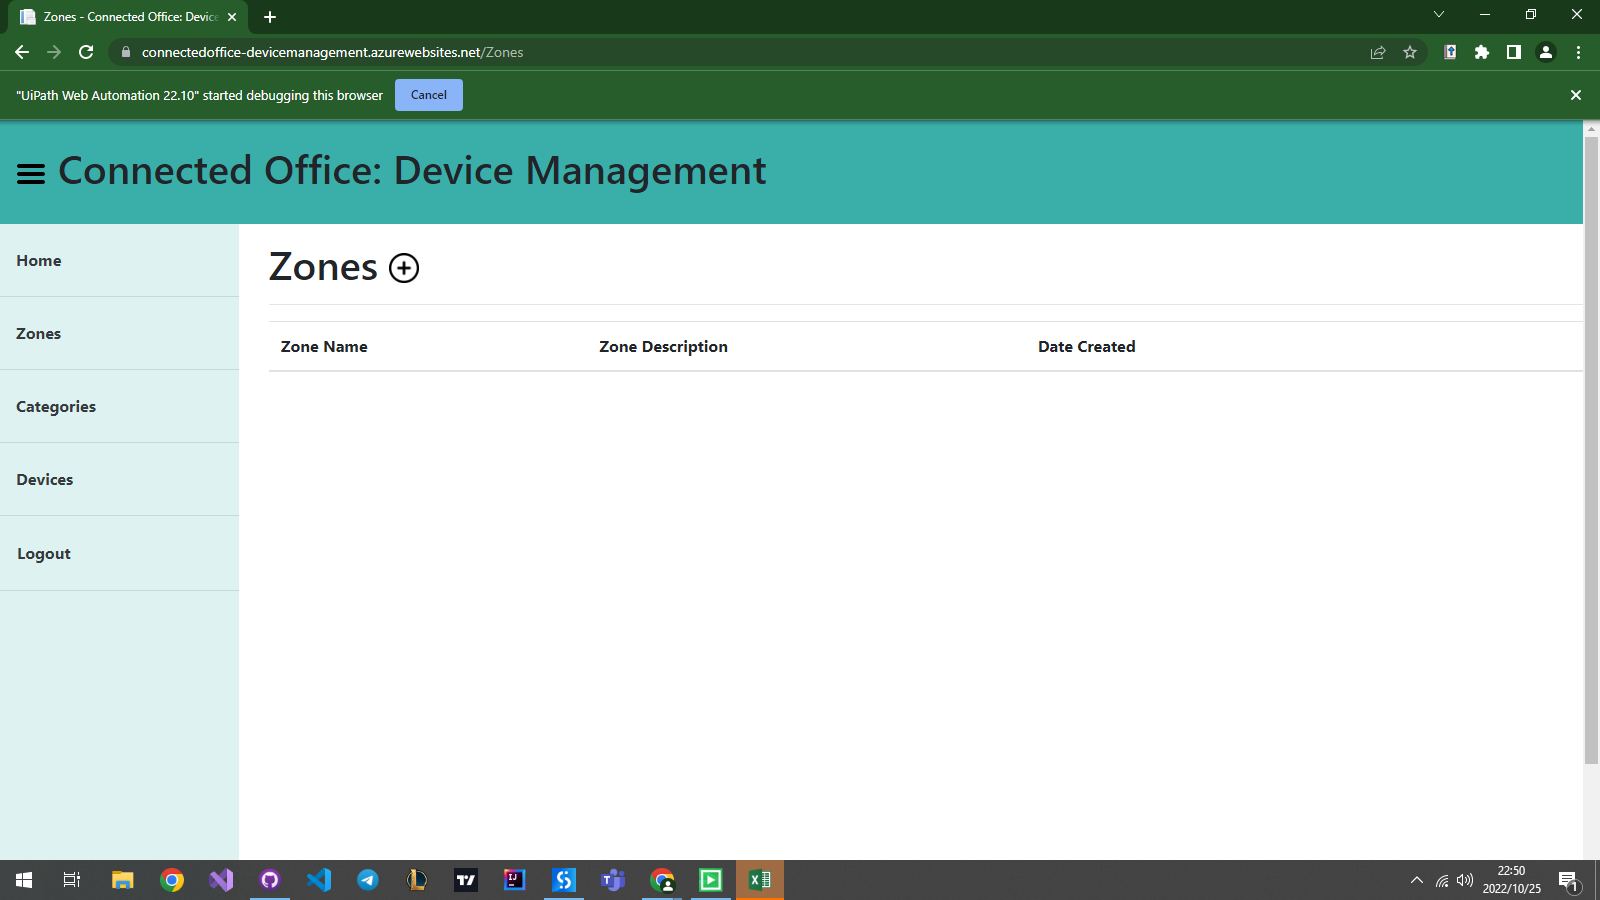 Zones - Connected Office: Device
connectedoffice-devicemanagement.azurewebsites.net/Zones
"UiPath Web Automation 22.10" started debugging this browser
Cancel
Connected Office: Device Management
Home
Zones
Categories
Devices
Logout
Zones
Zone Name
Zone Description
Date Created
22:50
2022/10/25
1